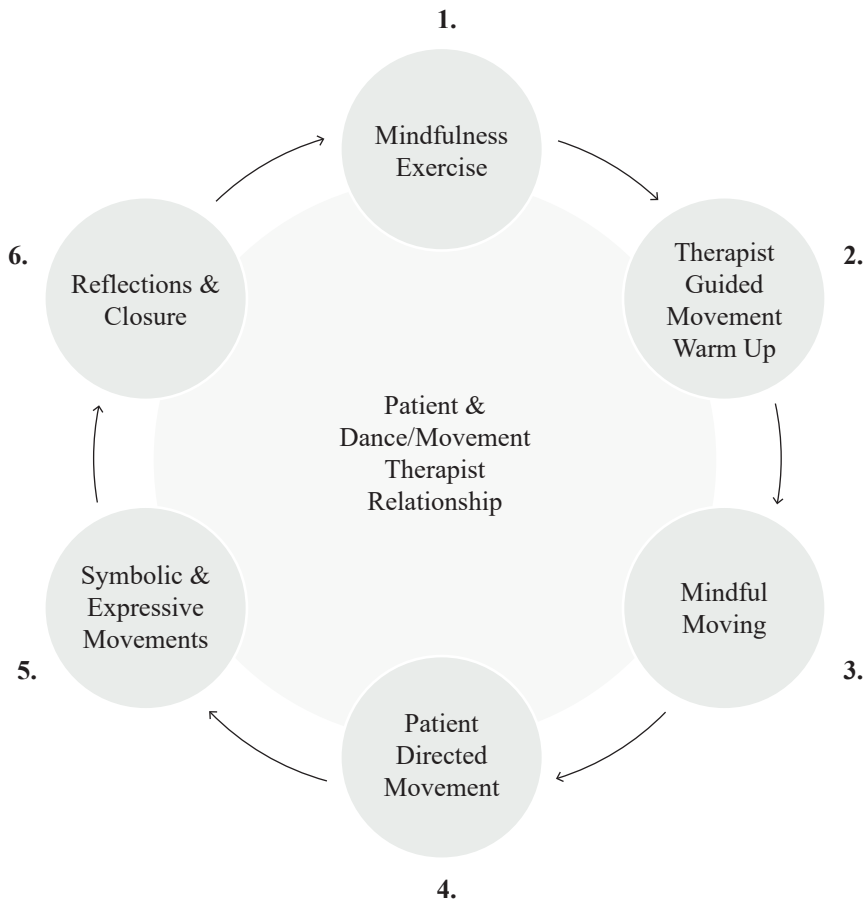 1.
Mindfulness
Exercise
2.
Therapist
Guided
Movement
Warm Up
3.
Mindful
Moving
4.
Patient
Directed
Movement
5.
Symbolic &
Expressive
Movements
6.
Reflections &
Closure
Patient &
Dance/Movement
Therapist
Relationship